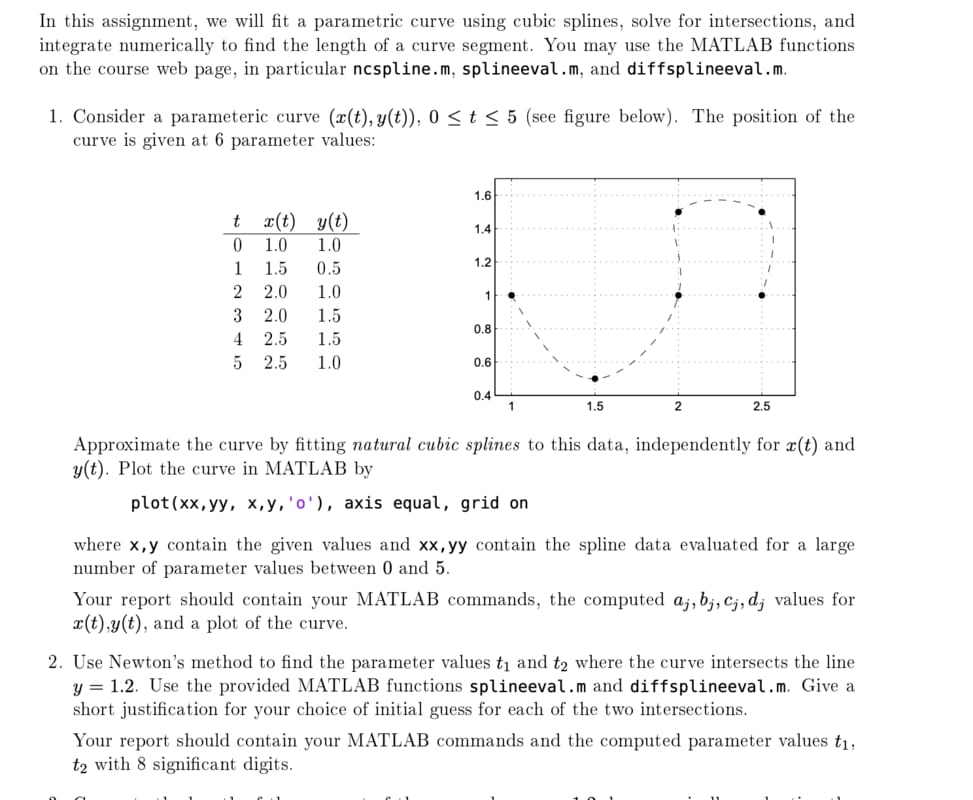 In this assignment, we will fit a parametric curve using cubic splines, solve for intersections, and
integrate numerically to find the length of a curve segment. You may use the MATLAB functions
on the course web page, in particular ncspline.m, splineeval.m, and diffsplineeval.m.
1. Consider a parameteric curve (x(t), y(t)), 0 ≤ t ≤ 5 (see figure below). The position of the
curve is given at 6 parameter values:
t x(t) y(t)
0 1.0 1.0
1 1.5 0.5
2 2.0 1.0
3 2.0 1.5
4 2.5 1.5
5 2.5 1.0
1.6
1.4
1.2
1
0.8
0.6
0.4
1 1.5 2 2.5
Approximate the curve by fitting natural cubic splines to this data, independently for x(t) and
y(t). Plot the curve in MATLAB by
plot(xx,yy, x,y,'o'), axis equal, grid on
where x,y contain the given values and xx,yy contain the spline data evaluated for a large
number of parameter values between 0 and 5.
Your report should contain your MATLAB commands, the computed aⱼ, bⱼ, cⱼ, dⱼ values for
x(t),y(t), and a plot of the curve.
2. Use Newton's method to find the parameter values t₁ and t₂ where the curve intersects the line
y = 1.2. Use the provided MATLAB functions splineeval.m and diffsplineeval.m. Give a
short justification for your choice of initial guess for each of the two intersections.
Your report should contain your MATLAB commands and the computed parameter values t₁,
t₂ with 8 significant digits.